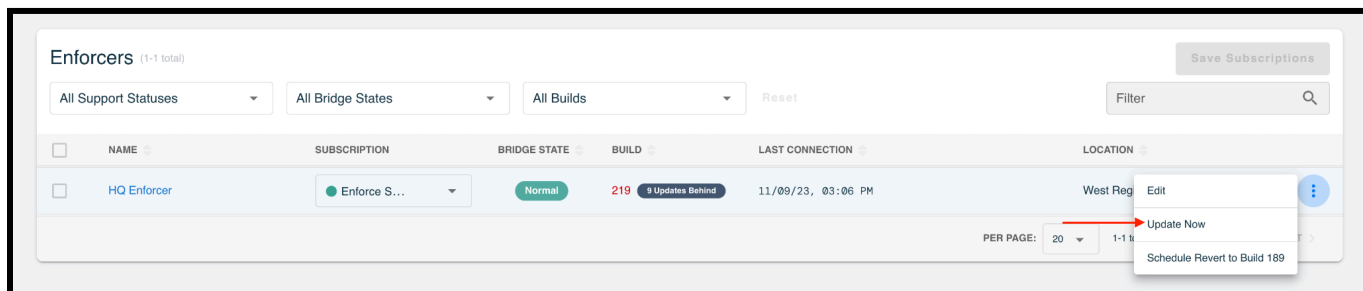 Enforcers (1-1 total)
Save Subscriptions
All Support Statuses All Bridge States All Builds Reset Filter
NAME SUBSCRIPTION BRIDGE STATE BUILD LAST CONNECTION LOCATION
HQ Enforcer Enforce S... Normal 219 9 Updates Behind 11/09/23, 03:06 PM West Reg
Edit
Update Now
PER PAGE: 20 1-1 t
Schedule Revert to Build 189